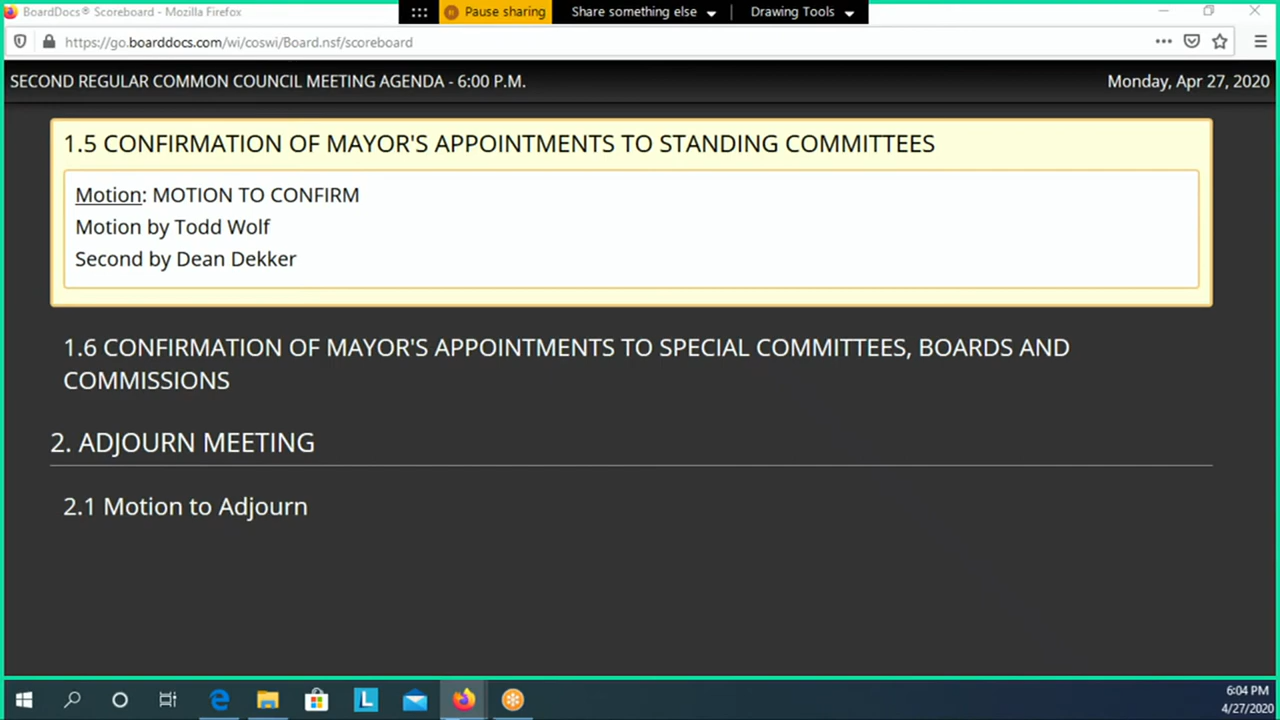 BoardDocs® Scoreboard - Mozilla Firefox
Pause sharing
Share something else
Drawing Tools
https://go.boarddocs.com/wi/coswi/Board.nsf/scoreboard
SECOND REGULAR COMMON COUNCIL MEETING AGENDA - 6:00 P.M.
Monday, Apr 27, 2020
1.5 CONFIRMATION OF MAYOR'S APPOINTMENTS TO STANDING COMMITTEES
Motion: MOTION TO CONFIRM
Motion by Todd Wolf
Second by Dean Dekker
1.6 CONFIRMATION OF MAYOR'S APPOINTMENTS TO SPECIAL COMMITTEES, BOARDS AND
COMMISSIONS
2. ADJOURN MEETING
2.1 Motion to Adjourn
L
6:04 PM
4/27/2020